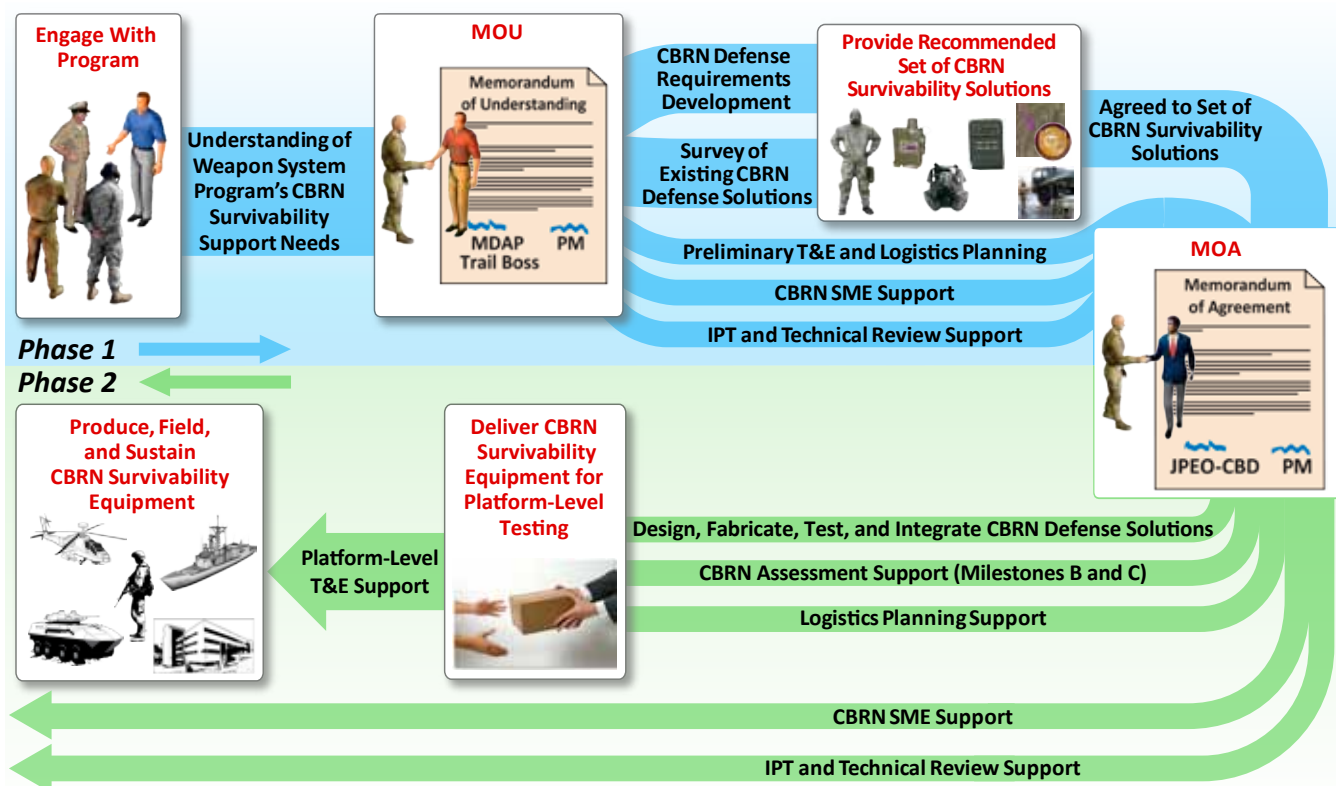 Engage With
Program
Understanding of
Weapon System
Program's CBRN
Survivability
Support Needs
MOU
Memorandum
of Understanding
MDAP
Trail Boss
PM
CBRN Defense
Requirements
Development
Survey of
Existing CBRN
Defense Solutions
Provide Recommended
Set of CBRN
Survivability Solutions
Agreed to Set of
CBRN Survivability
Solutions
Preliminary T&E and Logistics Planning
CBRN SME Support
IPT and Technical Review Support
MOA
Memorandum
of Agreement
JPEO-CBD
PM
Phase 1
Phase 2
Produce, Field,
and Sustain
CBRN Survivability
Equipment
Platform-Level
T&E Support
Deliver CBRN
Survivability
Equipment for
Platform-Level
Testing
Design, Fabricate, Test, and Integrate CBRN Defense Solutions
CBRN Assessment Support (Milestones B and C)
Logistics Planning Support
CBRN SME Support
IPT and Technical Review Support